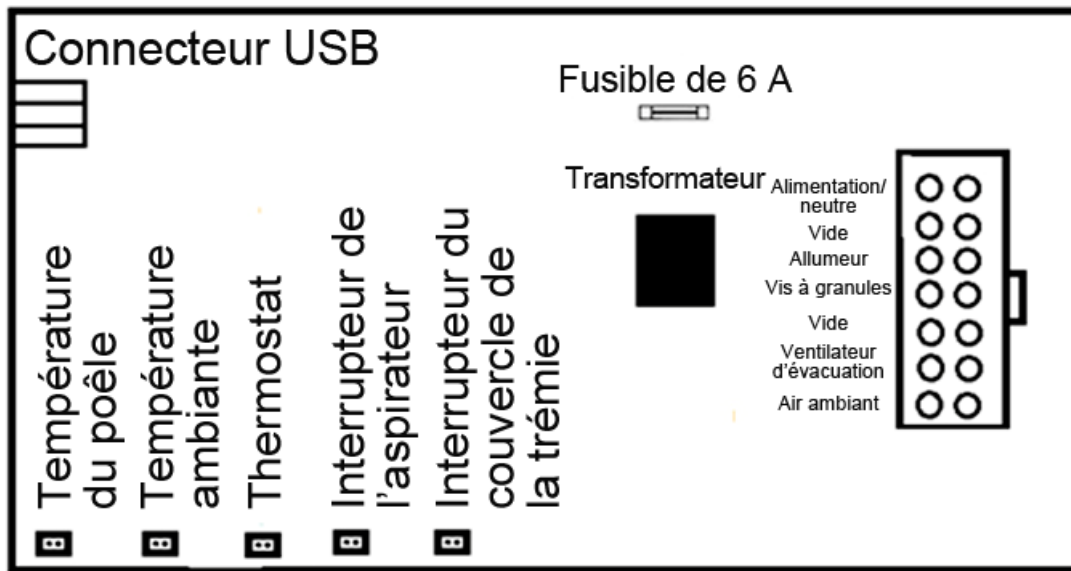 Connecteur USB
Fusible de 6 A
Transformateur
Alimentation/
neutre
Vide
Allumeur
Vis à granules
Vide
Ventilateur
d'évacuation
Air ambiant
Température
du poêle
Température
ambiante
Thermostat
Interrupteur de
l'aspirateur
Interrupteur du
couvercle de
la trémie